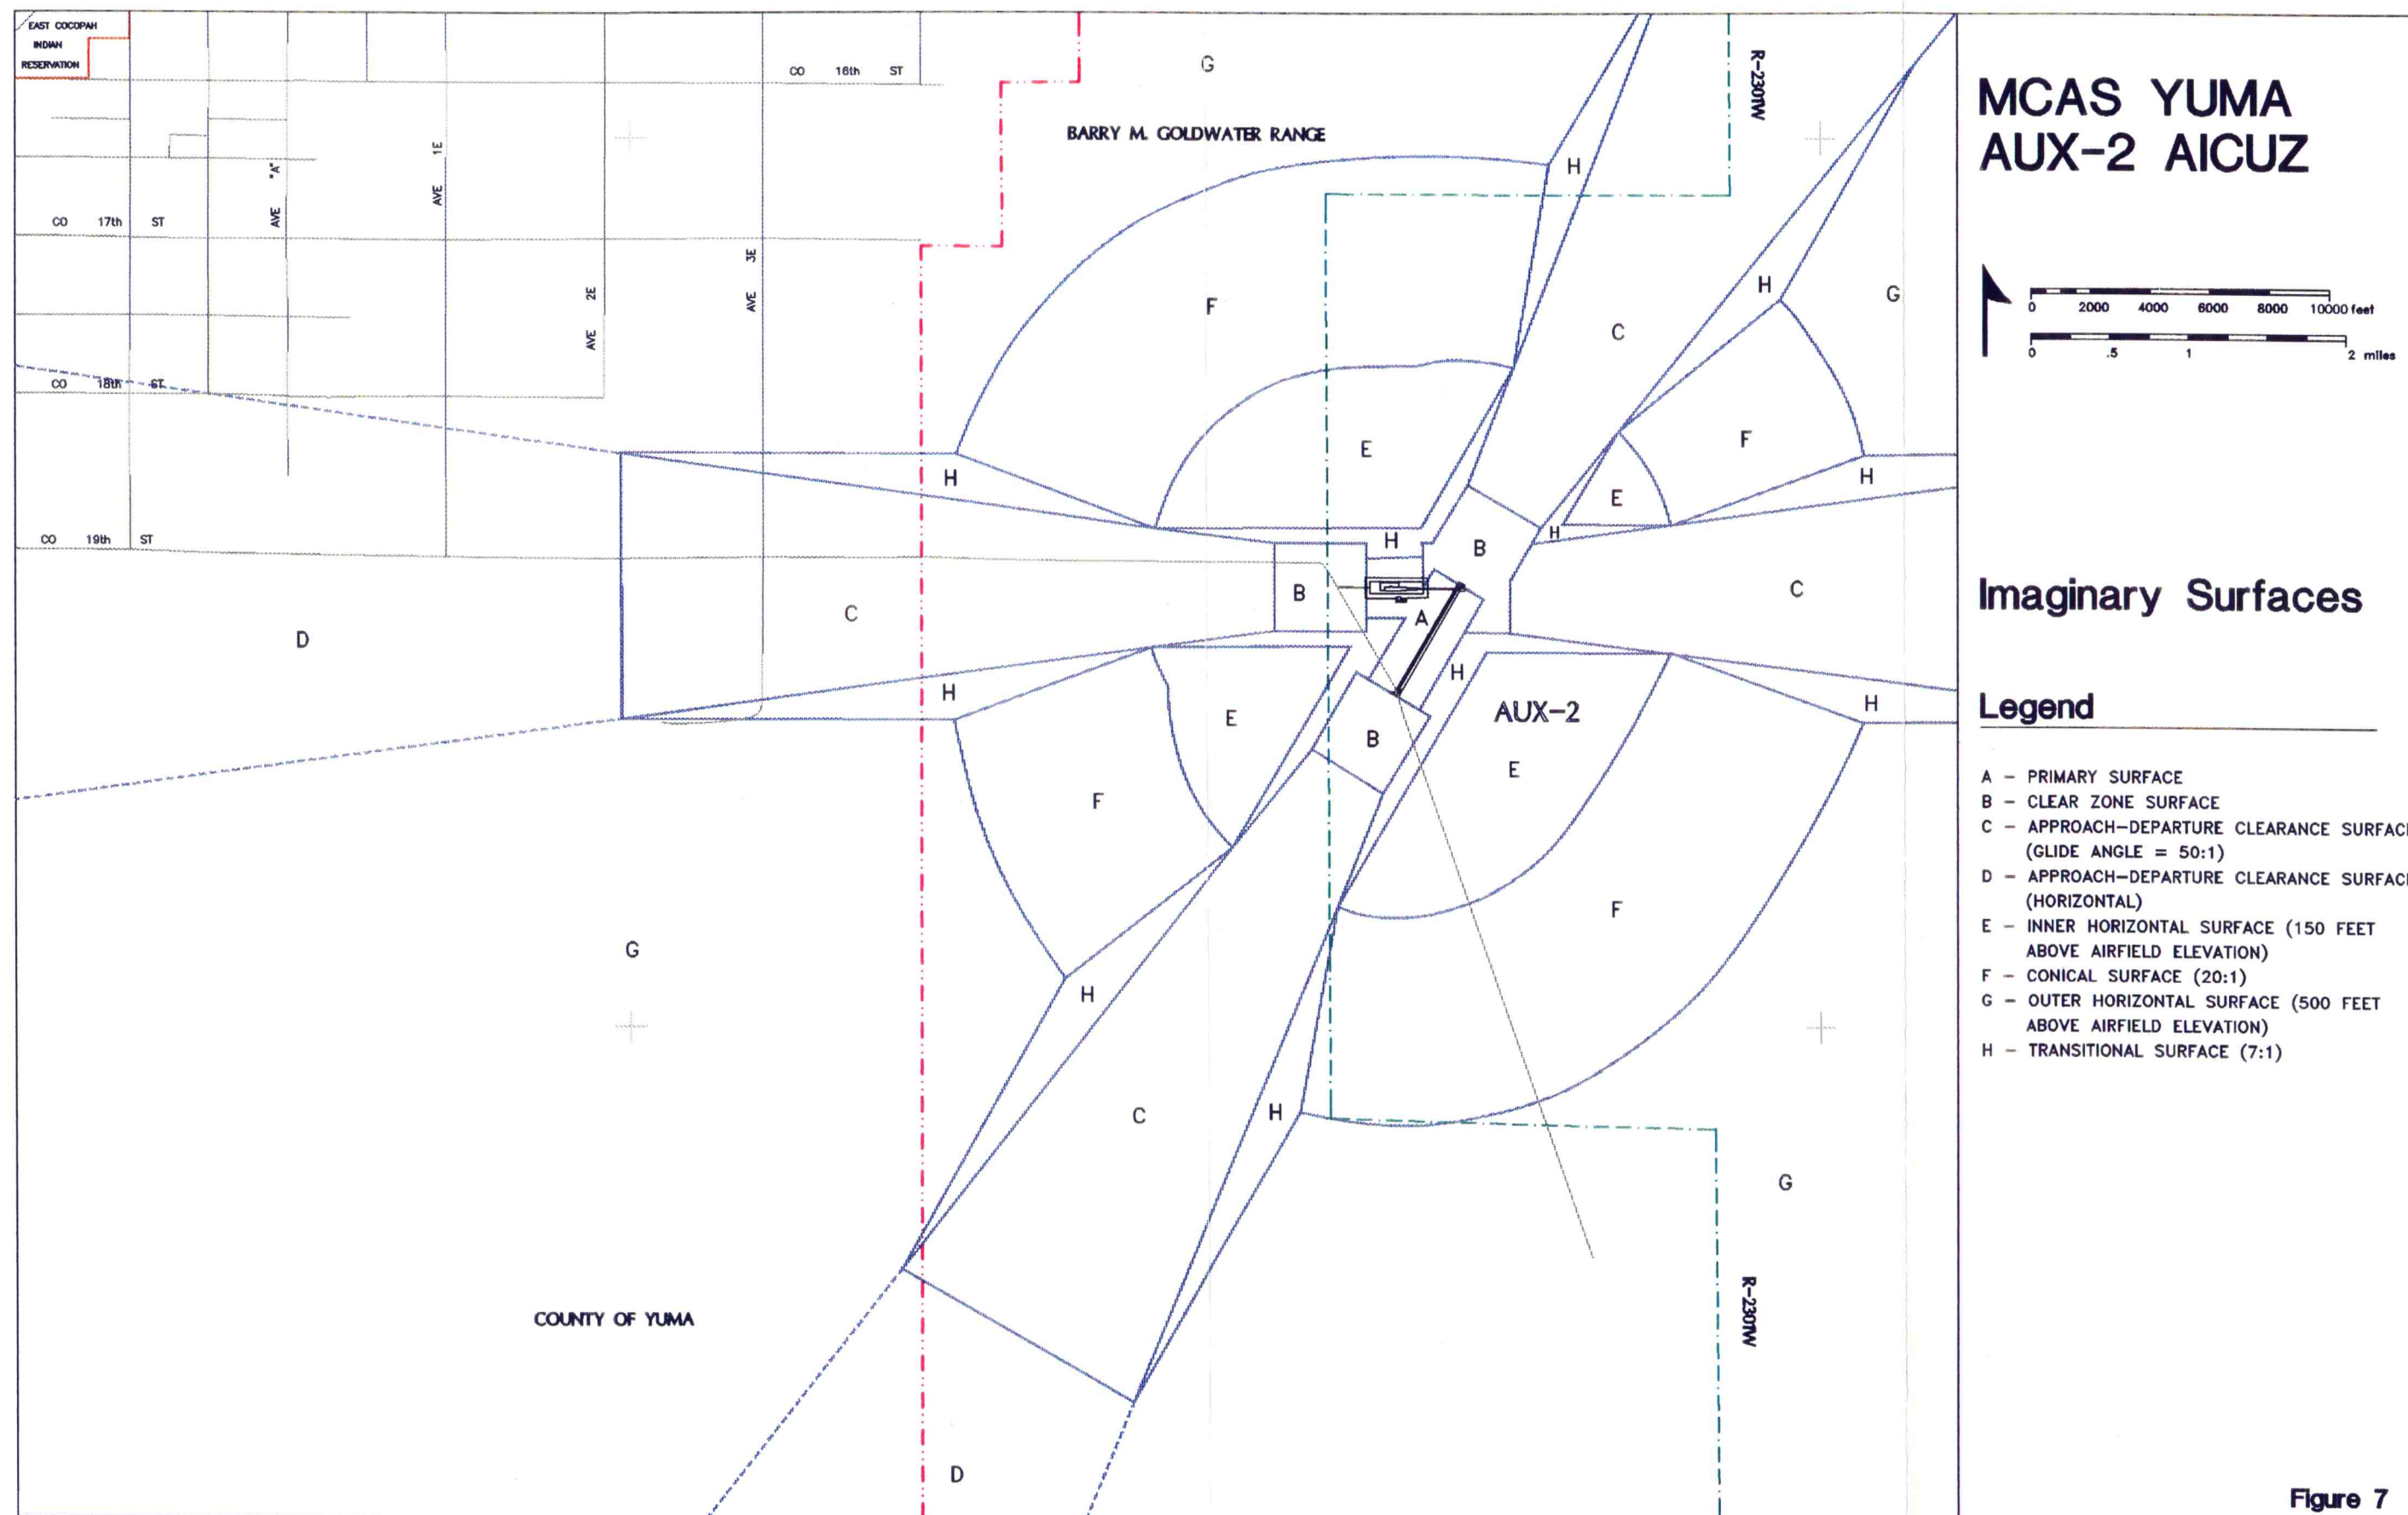 EAST COCOPAH
INDIAN
RESERVATION
CO 16th ST
G
R-2301W
BARRY M. GOLDWATER RANGE
H
AVE "A"
AVE 1E
CO 17th ST
AVE 2E
AVE 3E
F
H
G
C
CO 18th ST
F
E
H
H
E
CO 19th ST
H
H
B
B
C
D
C
A
H
H
H
E
AUX-2
B
E
F
F
G
H
C
H
G
COUNTY OF YUMA
R-2301W
D
MCAS YUMA
AUX-2 AICUZ
0 2000 4000 6000 8000 10000 feet
0 .5 1 2 miles
Imaginary Surfaces
Legend
A - PRIMARY SURFACE
B - CLEAR ZONE SURFACE
C - APPROACH-DEPARTURE CLEARANCE SURFACE
(GLIDE ANGLE = 50:1)
D - APPROACH-DEPARTURE CLEARANCE SURFACE
(HORIZONTAL)
E - INNER HORIZONTAL SURFACE (150 FEET
ABOVE AIRFIELD ELEVATION)
F - CONICAL SURFACE (20:1)
G - OUTER HORIZONTAL SURFACE (500 FEET
ABOVE AIRFIELD ELEVATION)
H - TRANSITIONAL SURFACE (7:1)
Figure 7